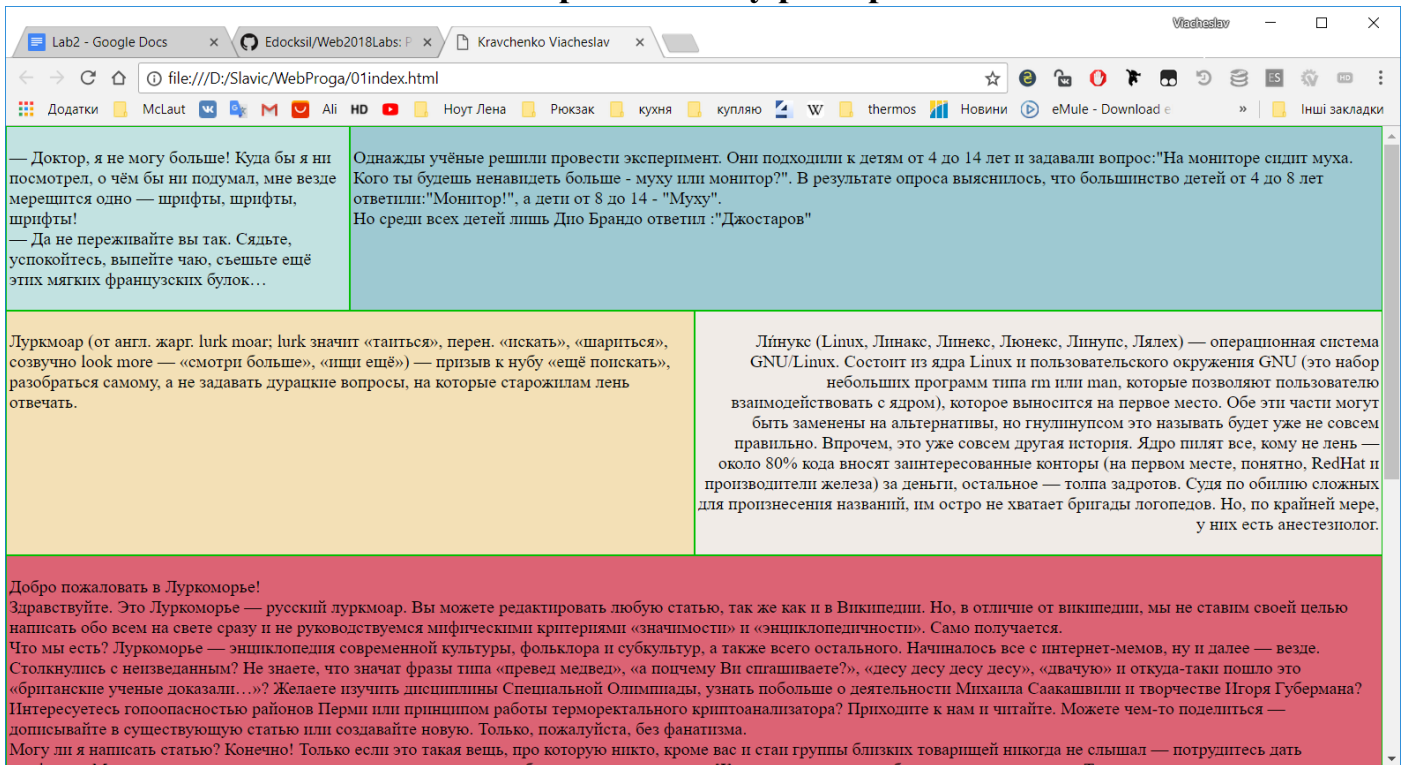 Viacheslav
Lab2 - Google Docs
Edocksil/Web2018Labs: P
Kravchenko Viacheslav
file:///D:/Slavic/WebProga/01index.html
ES
HD
Додатки
McLaut
Ali
HD
Ноут Лена
Рюкзак
кухня
купляю
W
thermos
Новини
eMule - Download e
»
Інші закладки
— Доктор, я не могу больше! Куда бы я ни
посмотрел, о чём бы ни подумал, мне везде
мерещится одно — шрифты, шрифты,
шрифты!
— Да не переживайте вы так. Сядьте,
успокойтесь, выпейте чаю, съешьте ещё
этих мягких французских булок…
Однажды учёные решили провести эксперимент. Они подходили к детям от 4 до 14 лет и задавали вопрос:"На мониторе сидит муха.
Кого ты будешь ненавидеть больше - муху или монитор?". В результате опроса выяснилось, что большинство детей от 4 до 8 лет
ответили:"Монитор!", а дети от 8 до 14 - "Муху".
Но среди всех детей лишь Дио Брандо ответил :"Джостаров"
Луркмоар (от англ. жарг. lurk moar; lurk значит «таиться», перен. «искать», «шариться»,
созвучно look more — «смотри больше», «ищи ещё») — призыв к нубу «ещё поискать»,
разобраться самому, а не задавать дурацкие вопросы, на которые старожилам лень
отвечать.
Ли́нукс (Linux, Линакс, Линекс, Люнекс, Линупс, Лялех) — операционная система
GNU/Linux. Состоит из ядра Linux и пользовательского окружения GNU (это набор
небольших программ типа rm или man, которые позволяют пользователю
взаимодействовать с ядром), которое выносится на первое место. Обе эти части могут
быть заменены на альтернативы, но гнулинупсом это называть будет уже не совсем
правильно. Впрочем, это уже совсем другая история. Ядро пилят все, кому не лень —
около 80% кода вносят заинтересованные конторы (на первом месте, понятно, RedHat и
производители железа) за деньги, остальное — толпа задротов. Судя по обилию сложных
для произнесения названий, им остро не хватает бригады логопедов. Но, по крайней мере,
у них есть анестезиолог.
Добро пожаловать в Луркоморье!
Здравствуйте. Это Луркоморье — русский луркмоар. Вы можете редактировать любую статью, так же как и в Википедии. Но, в отличие от википедии, мы не ставим своей целью
написать обо всем на свете сразу и не руководствуемся мифическими критериями «значимости» и «энциклопедичности». Само получается.
Что мы есть? Луркоморье — энциклопедия современной культуры, фольклора и субкультур, а также всего остального. Начиналось все с интернет-мемов, ну и далее — везде.
Столкнулись с неизведанным? Не знаете, что значат фразы типа «превед медвед», «а почему Ви спrашиваете?», «десу десу десу десу», «двачую» и откуда-таки пошло это
«британские ученые доказали…»? Желаете изучить дисциплины Специальной Олимпиады, узнать побольше о деятельности Михаила Саакашвили и творчестве Игоря Губермана?
Интересуетесь гопоопасностью районов Перми или принципом работы терморектального криптоанализатора? Приходите к нам и читайте. Можете чем-то поделиться —
дописывайте в существующую статью или создавайте новую. Только, пожалуйста, без фанатизма.
Могу ли я написать статью? Конечно! Только если это такая вещь, про которую никто, кроме вас и стаи группы близких товарищей никогда не слышал — потрудитесь дать